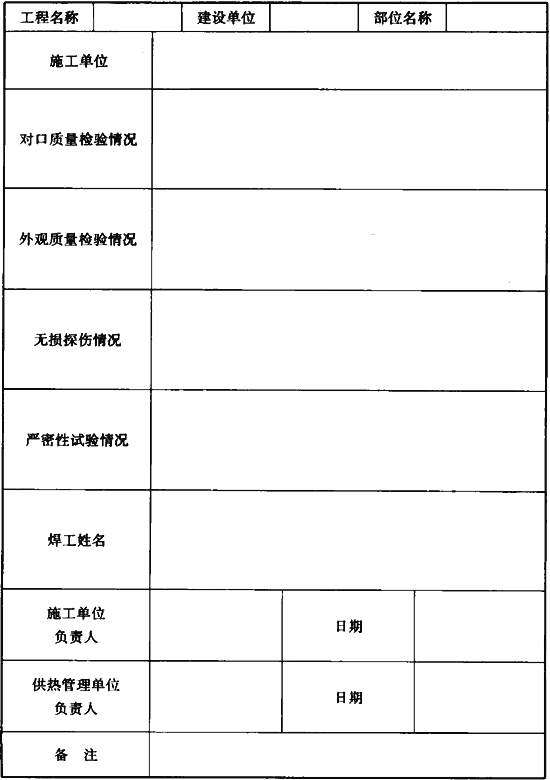 工程名称 建设单位 部位名称
施工单位
对口质量检验情况
外观质量检验情况
无损探伤情况
严密性试验情况
焊工姓名
施工单位
负责人
日期
供热管理单位
负责人
日期
备 注